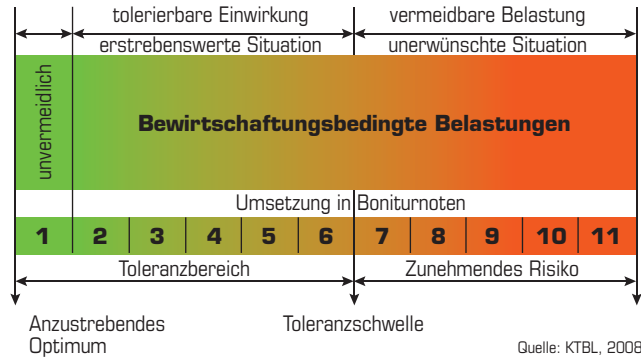 tolerierbare Einwirkung
vermeidbare Belastung
erstrebenswerte Situation
unerwünschte Situation
unvermeidlich
Bewirtschaftungsbedingte Belastungen
Umsetzung in Boniturnoten
1 2 3 4 5 6 7 8 9 10 11
Toleranzbereich
Zunehmendes Risiko
Anzustrebendes
Optimum
Toleranzschwelle
Quelle: KTBL, 2008